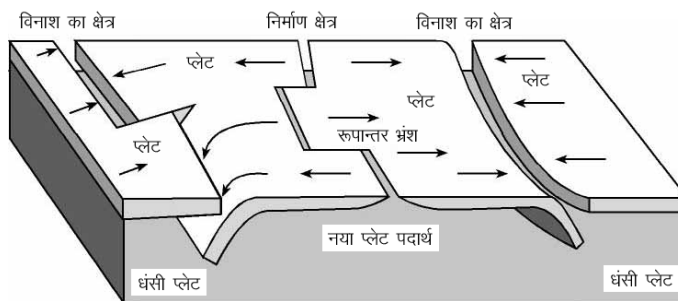 विनाश का क्षेत्र
निर्माण क्षेत्र
विनाश का क्षेत्र
प्लेट
प्लेट
प्लेट
रूपान्तर भ्रंश
प्लेट
नया प्लेट पदार्थ
धंसी प्लेट
धंसी प्लेट